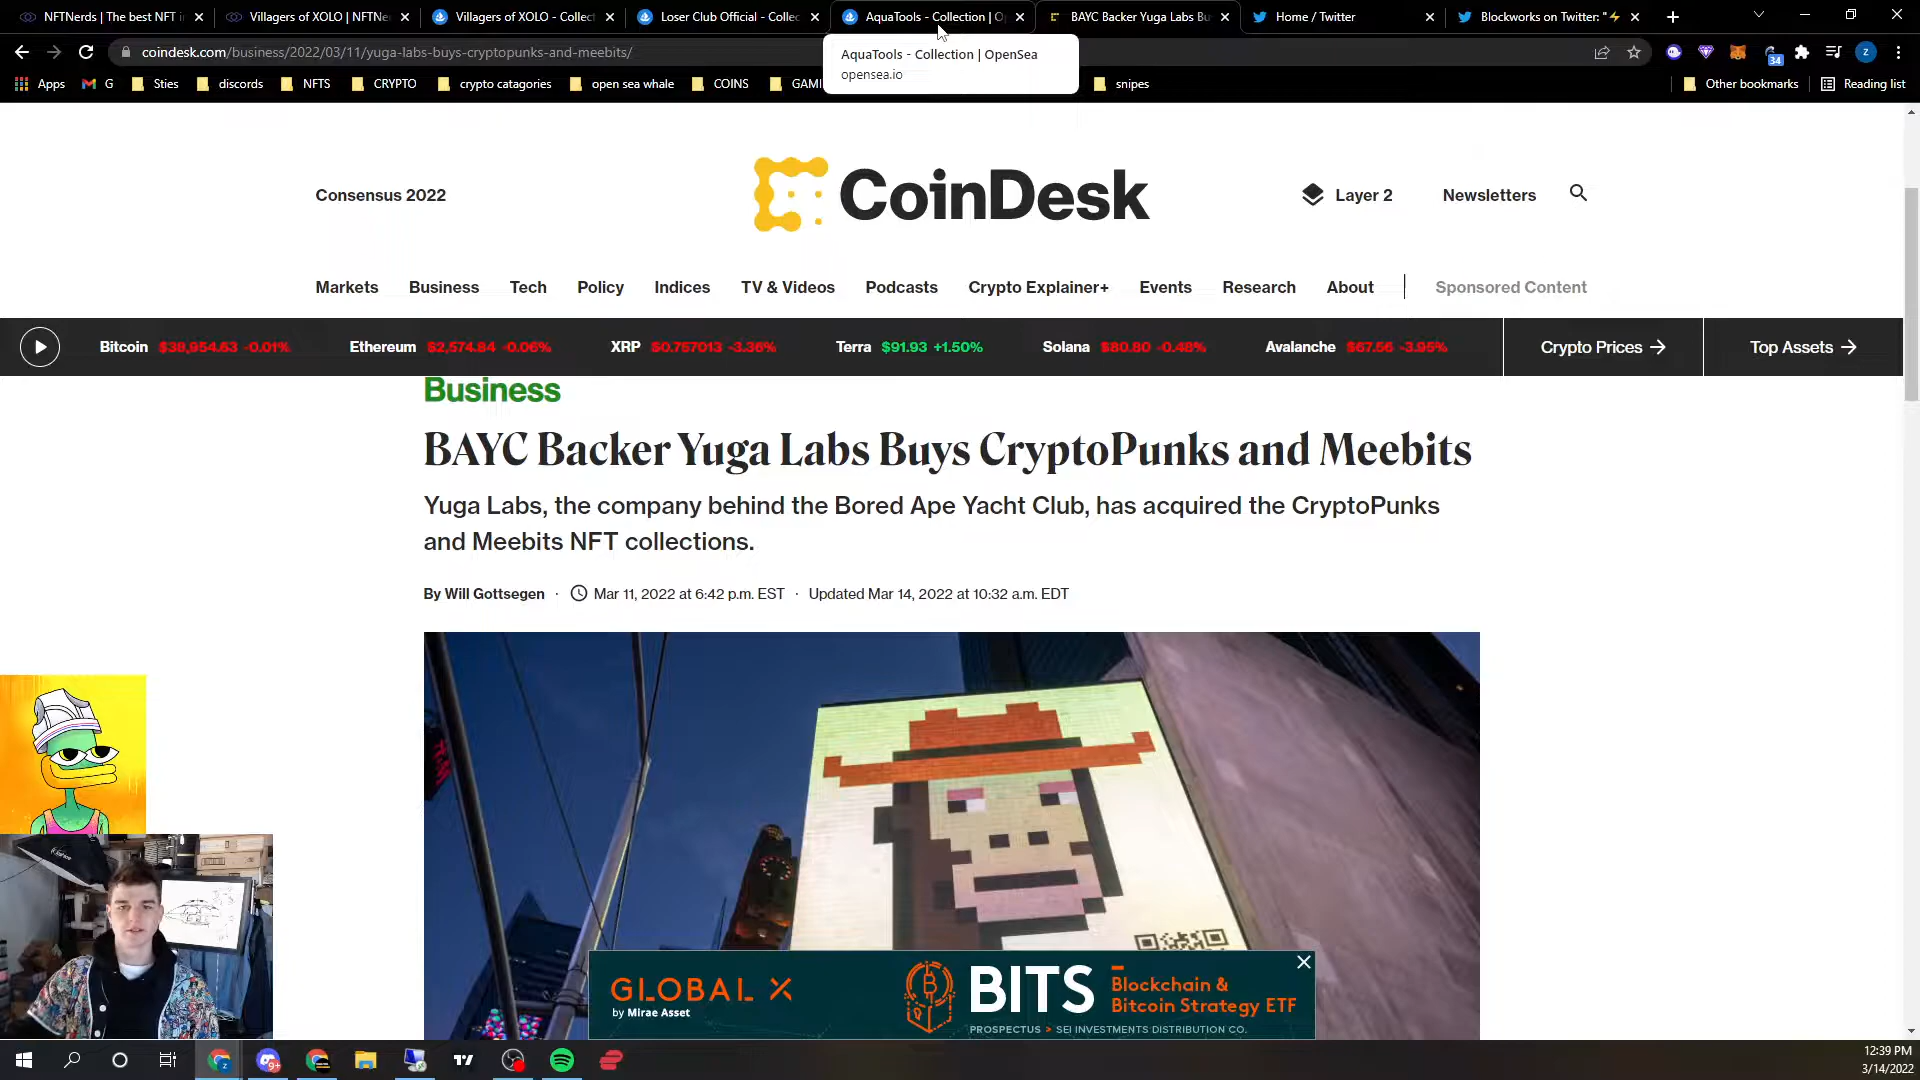 NFTNerds | The best NFT i
Villagers of XOLO | NFTNe
Villagers of XOLO - Collect
Loser Club Official - Collec
AquaTools - Collection | O
BAYC Backer Yuga Labs Bu
Home / Twitter
Blockworks on Twitter: "⚡
coindesk.com/business/2022/03/11/yuga-labs-buys-cryptopunks-and-meebits/
AquaTools - Collection | OpenSea
opensea.io
34
z
Apps
G
Sties
discords
NFTS
CRYPTO
crypto catagories
open sea whale
COINS
GAMI
snipes
Other bookmarks
Reading list
Consensus 2022
CoinDesk
Layer 2
Newsletters
Markets
Business
Tech
Policy
Indices
TV & Videos
Podcasts
Crypto Explainer+
Events
Research
About
Sponsored Content
Bitcoin $38,954.63 -0.01%
Ethereum $2,574.84 -0.06%
XRP $0.757013 -3.36%
Terra $91.93 +1.50%
Solana $80.80 -0.48%
Avalanche $67.56 -3.95%
Crypto Prices →
Top Assets →
Business
BAYC Backer Yuga Labs Buys CryptoPunks and Meebits
Yuga Labs, the company behind the Bored Ape Yacht Club, has acquired the CryptoPunks
and Meebits NFT collections.
By Will Gottsegen · Mar 11, 2022 at 6:42 p.m. EST · Updated Mar 14, 2022 at 10:32 a.m. EDT
GLOBAL X
by Mirae Asset
BITS
Blockchain &
Bitcoin Strategy ETF
PROSPECTUS > SEI INVESTMENTS DISTRIBUTION CO.
9+
12:39 PM
3/14/2022